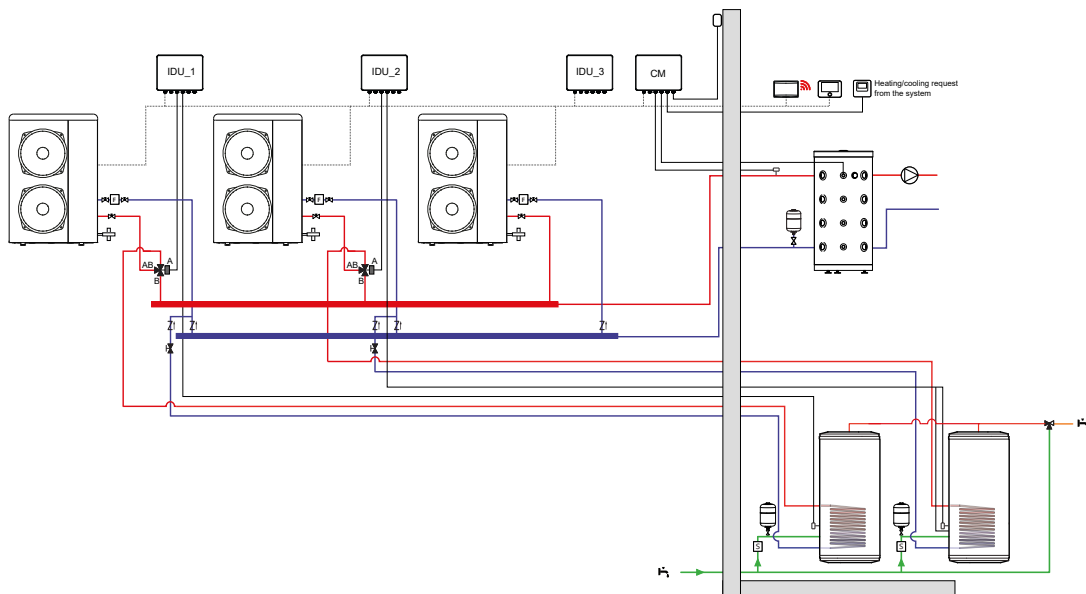 IDU_1
IDU_2
IDU_3
CM
Heating/cooling request
from the system
F
F
F
A
AB
B
A
AB
B
S
S